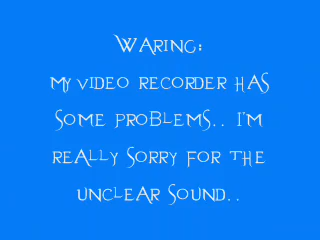 Waring:
My video recorder has
some problems.. I'm
really Sorry for the
unclear Sound..